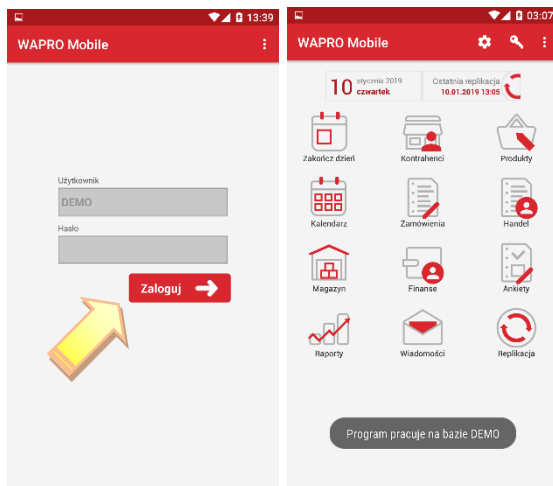 13:39
WAPRO Mobile
Użytkownik
DEMO
Hasło
Zaloguj
03:07
WAPRO Mobile
10 stycznia 2019
czwartek
Ostatnia replikacja
10.01.2019 13:05
Zakończ dzień
Kontrahenci
Produkty
Kalendarz
Zamówienia
Handel
Magazyn
Finanse
Ankiety
Raporty
Wiadomości
Replikacja
Program pracuje na bazie DEMO